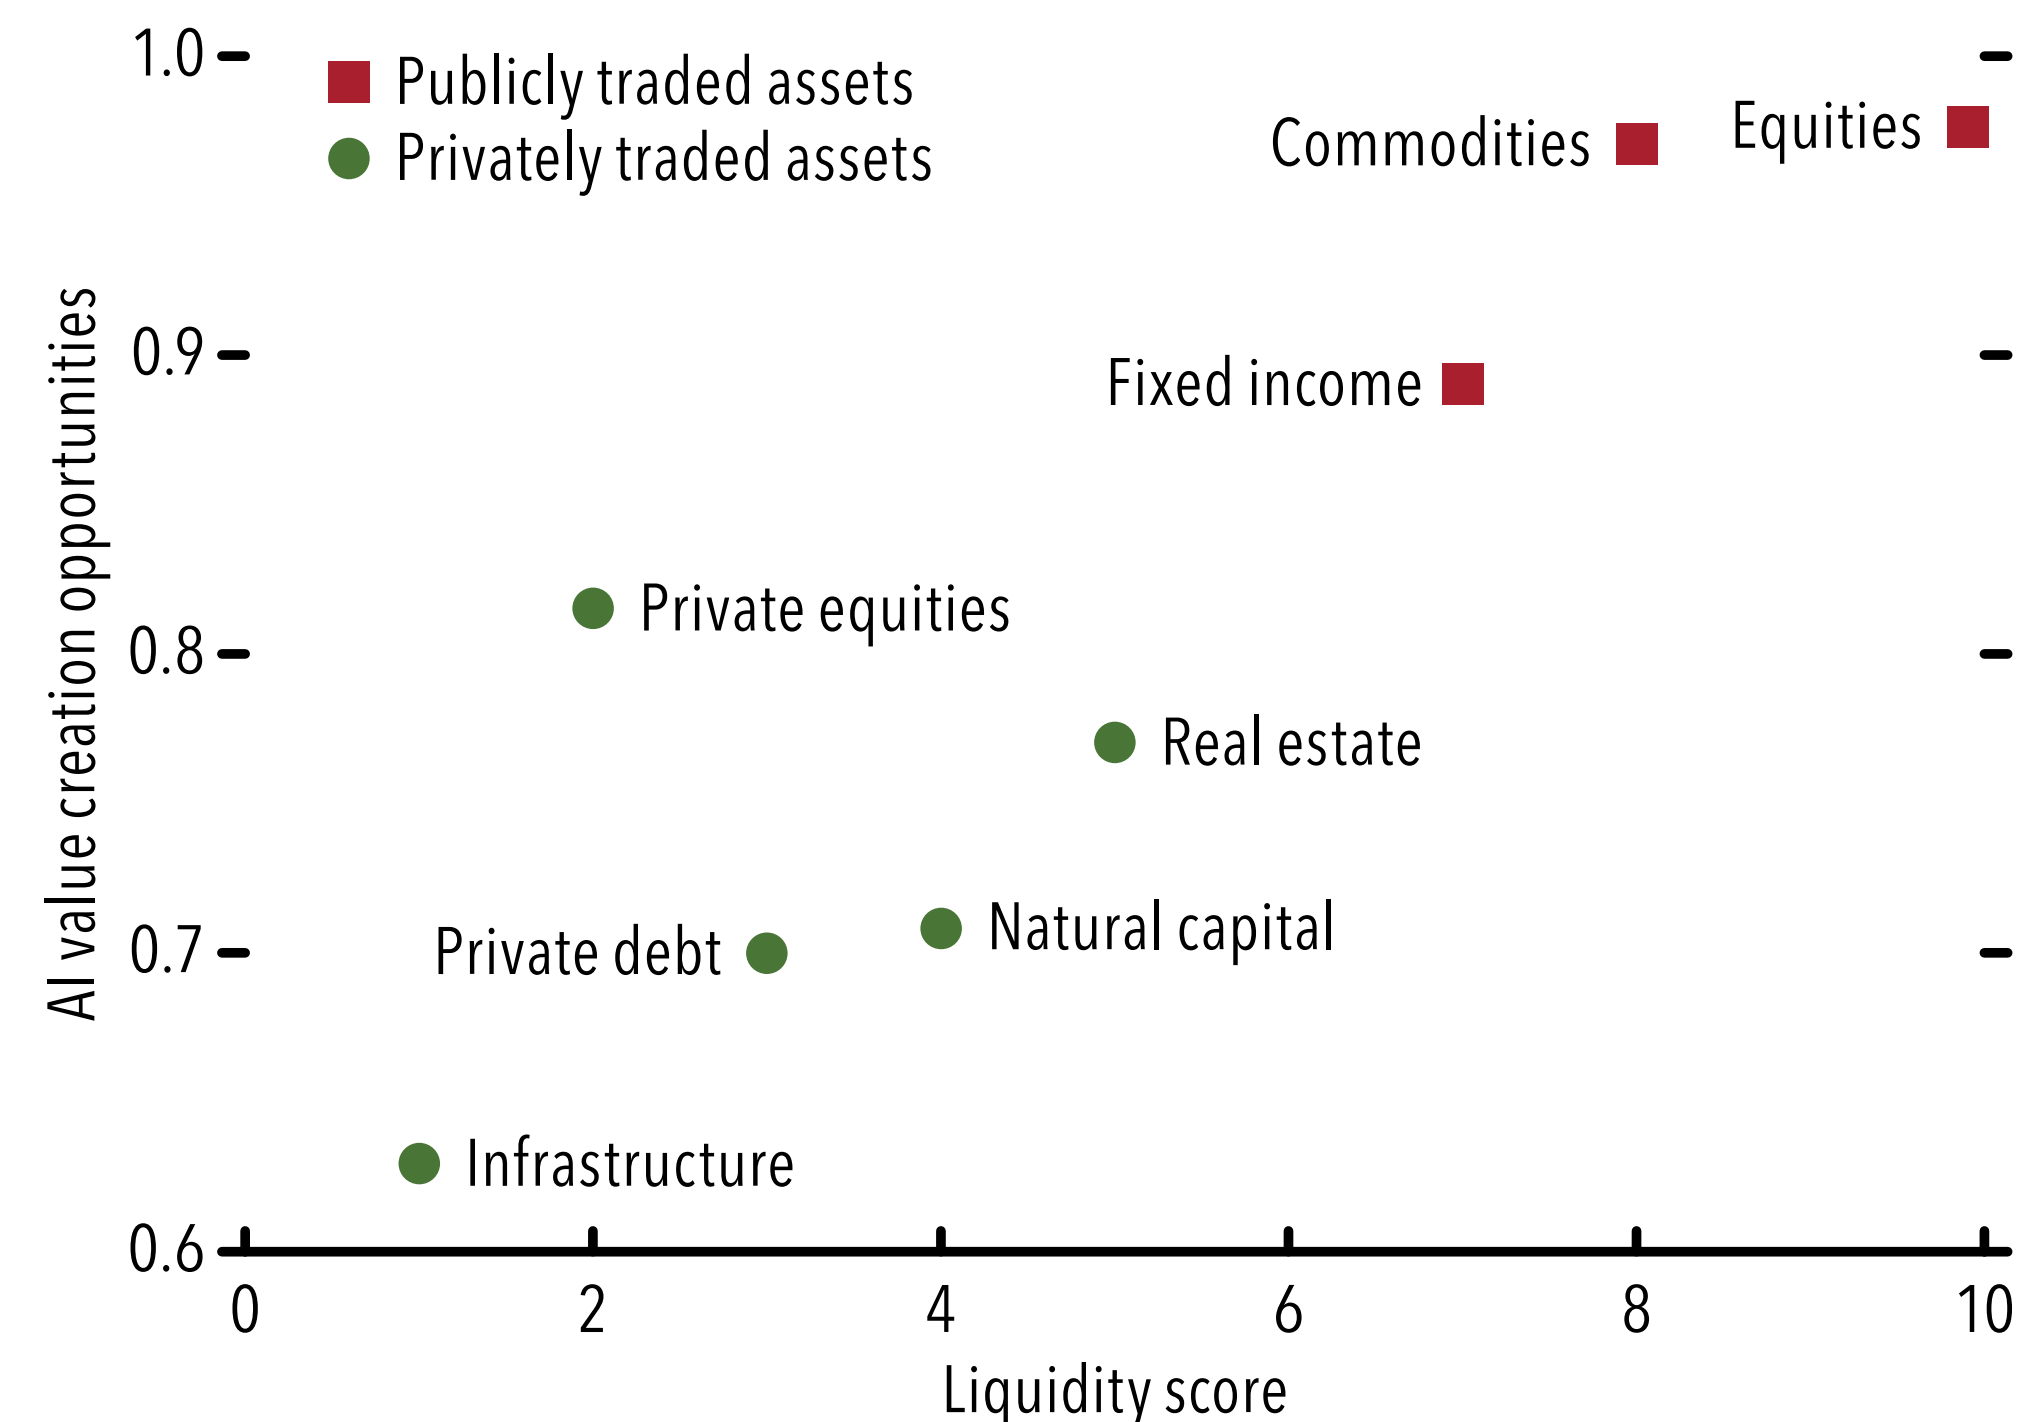 1.0
Publicly traded assets
Privately traded assets
Commodities
Equities
0.9
Fixed income
AI value creation opportunities
Private equities
0.8
Real estate
Natural capital
0.7
Private debt
Infrastructure
0.6
0 2 4 6 8 10
Liquidity score